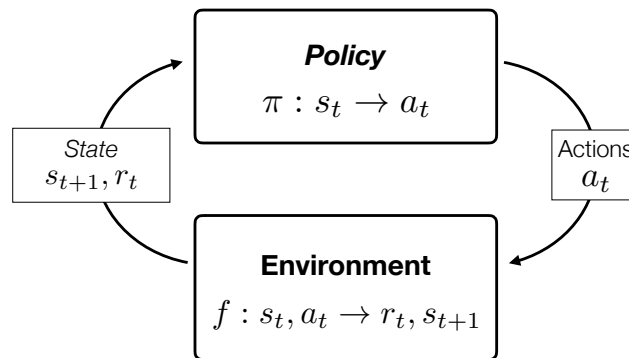 Policy
π : s_t → a_t
State
s_{t+1}, r_t
Actions
a_t
Environment
f : s_t, a_t → r_t, s_{t+1}